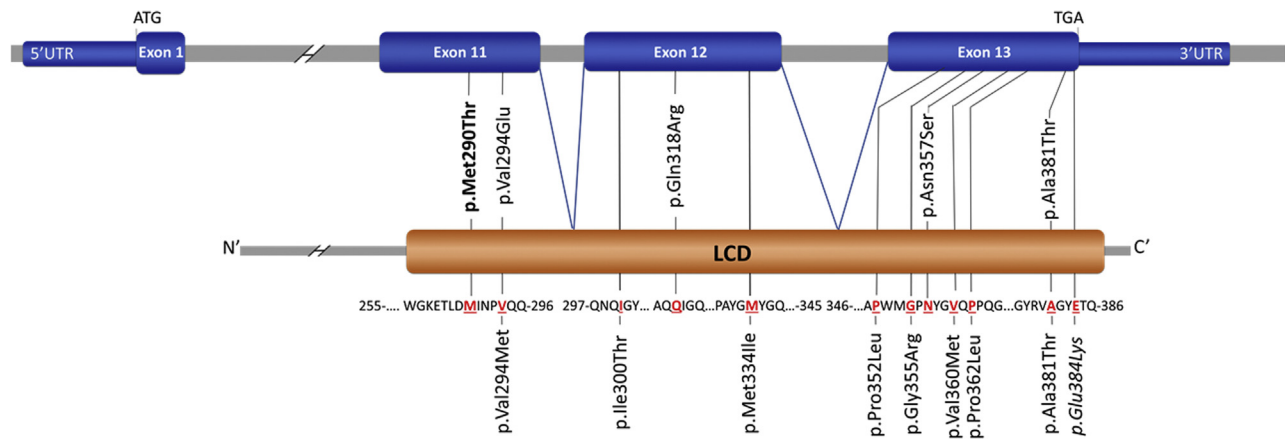 ATG
TGA
5'UTR
Exon 1
Exon 11
Exon 12
Exon 13
3'UTR
p.Met290Thr
p.Val294Glu
p.Gln318Arg
p.Asn357Ser
p.Ala381Thr
N'
LCD
C'
255-.... WGKETLDMINPVQQ-296
297-QNQIGY... AQQIGQ...PAYGMYGQ...-345
346-...APWMGPNYGVQPPQG...GYRVAGYETQ-386
p.Val294Met
p.Ile300Thr
p.Met334Ile
p.Pro352Leu
p.Gly355Arg
p.Val360Met
p.Pro362Leu
p.Ala381Thr
p.Glu384Lys